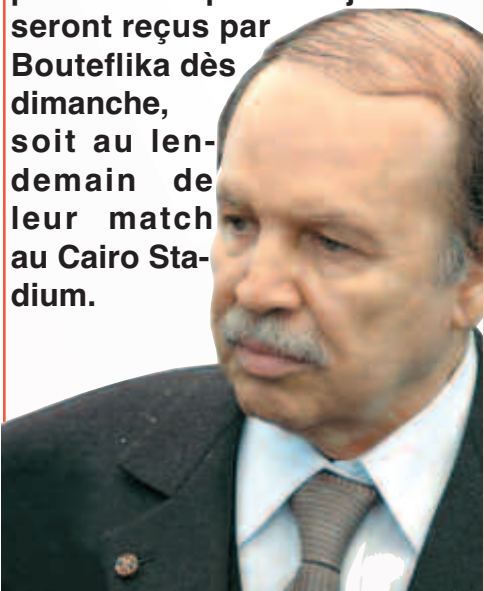 seront reçus par
Bouteflika dès
dimanche,
soit au len-
demain de
leur match
au Cairo Sta-
dium.